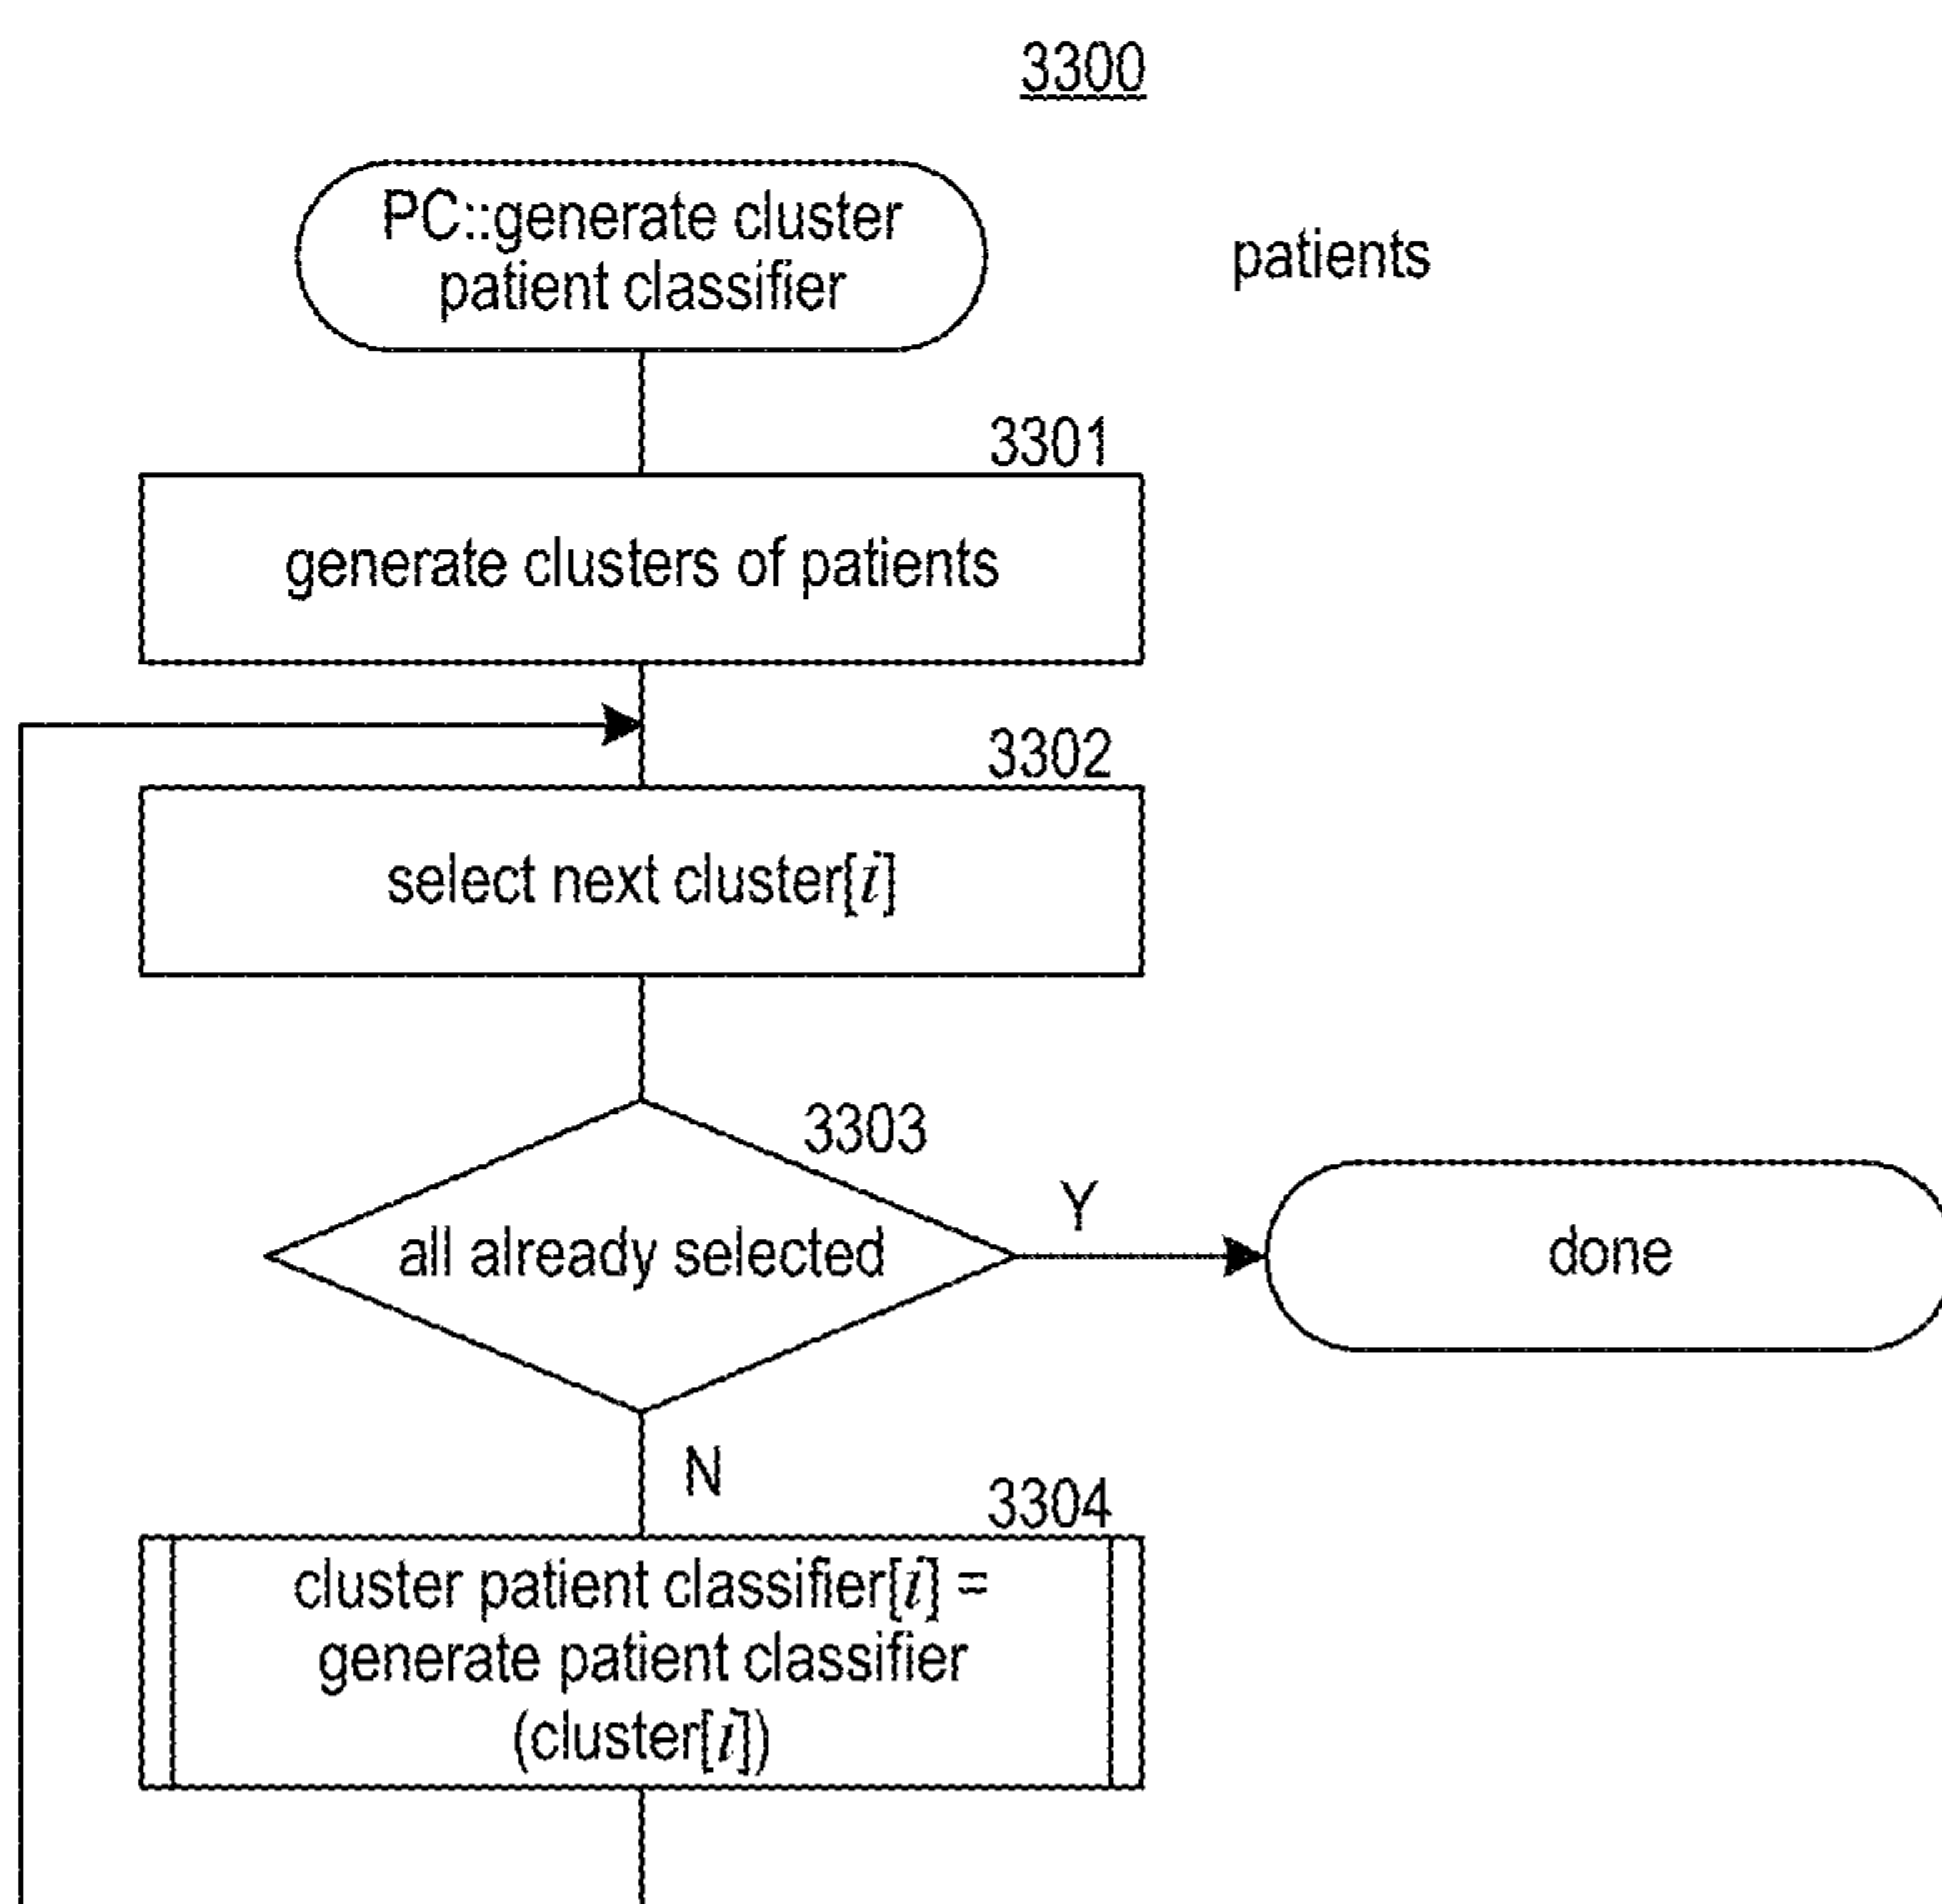 3300
PC::generate cluster
patient classifier
patients
3301
generate clusters of patients
3302
select next cluster[i]
3303
all already selected
Y
done
N
3304
cluster patient classifier[i] =
generate patient classifier
(cluster[i])